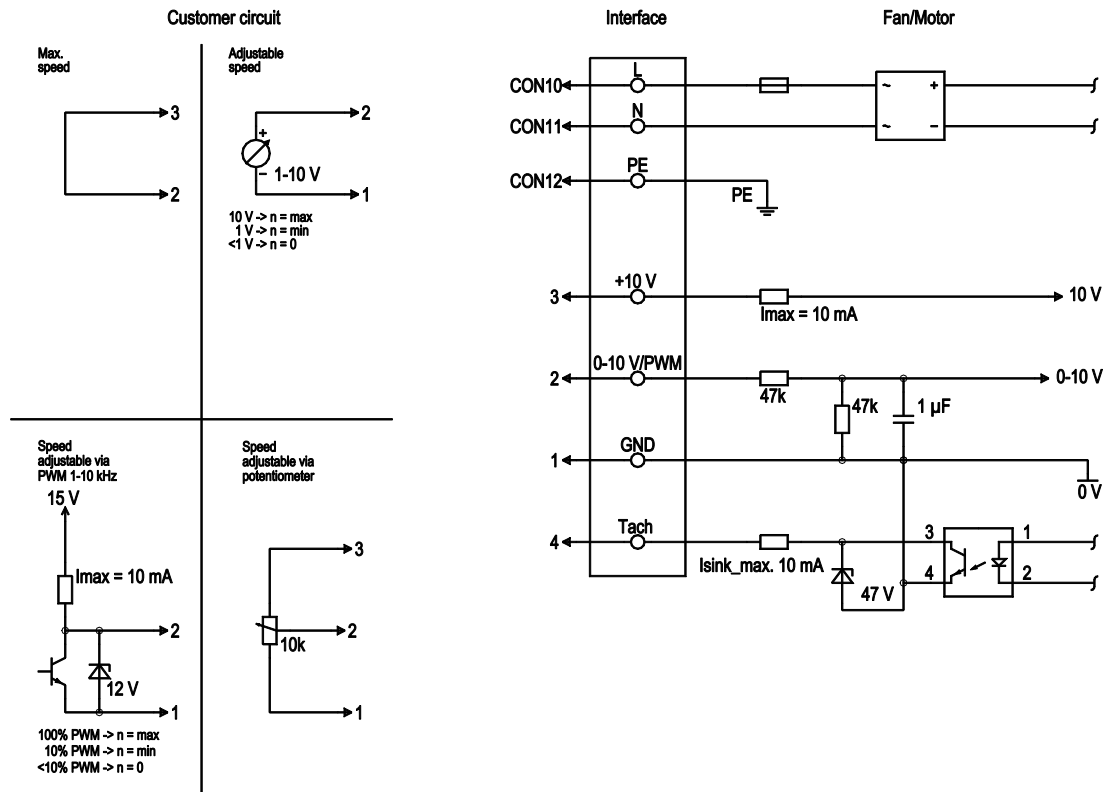 Customer circuit
Interface
Fan/Motor
Max.
speed
3
2
Adjustable
speed
2
+
–
1-10 V
1
10 V -> n = max
1 V -> n = min
<1 V -> n = 0
Speed
adjustable via
PWM 1-10 kHz
15 V
Imax = 10 mA
2
12 V
1
100% PWM -> n = max
10% PWM -> n = min
<10% PWM -> n = 0
Speed
adjustable via
potentiometer
3
10k
2
1
CON10
L
~
+
CON11
N
~
–
CON12
PE
PE
3
+10 V
10 V
Imax = 10 mA
2
0-10 V/PWM
0-10 V
47k
47k
1 µF
1
GND
0 V
4
Tach
Isink_max. 10 mA
47 V
3
1
4
2